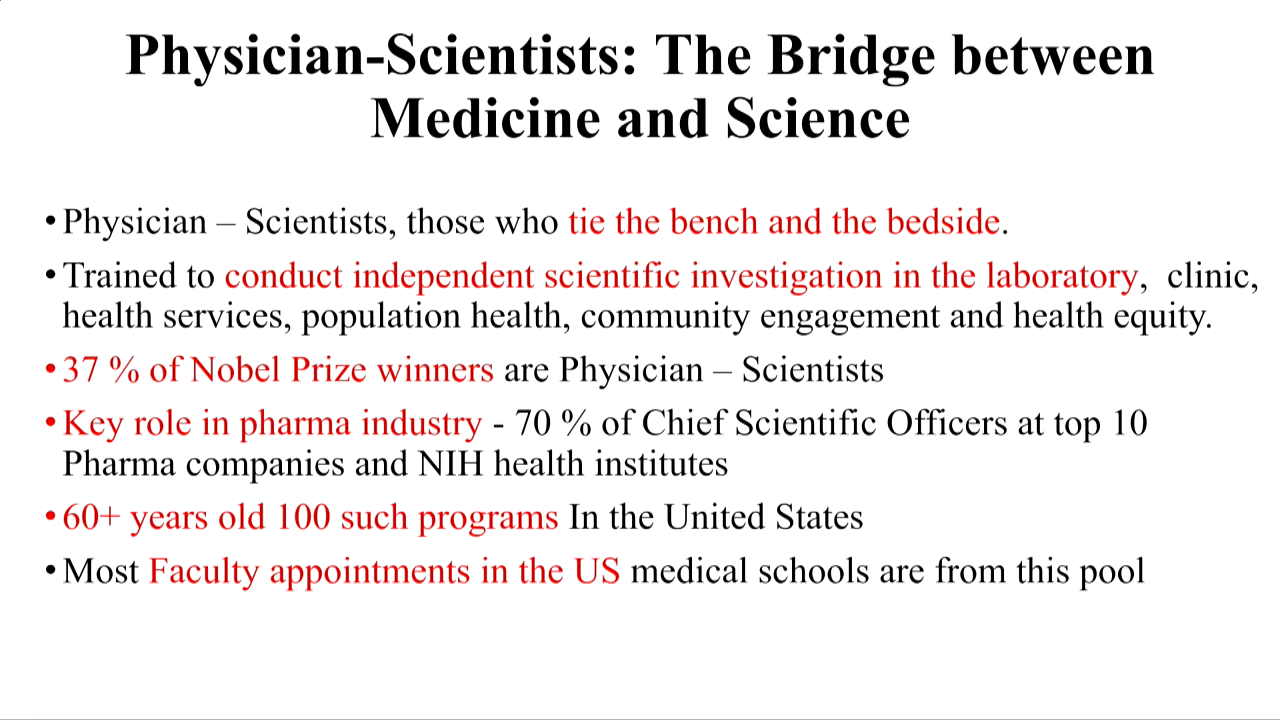 Physician-Scientists: The Bridge between
Medicine and Science
•Physician – Scientists, those who tie the bench and the bedside.
•Trained to conduct independent scientific investigation in the laboratory,  clinic,
health services, population health, community engagement and health equity.
•37 % of Nobel Prize winners are Physician – Scientists
•Key role in pharma industry - 70 % of Chief Scientific Officers at top 10
Pharma companies and NIH health institutes
•60+ years old 100 such programs In the United States
•Most Faculty appointments in the US medical schools are from this pool